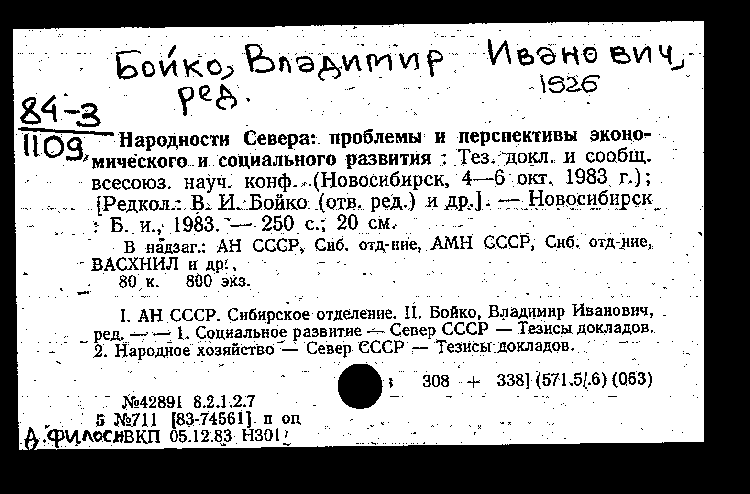 Бойко, Владимир Иванович,
ред. 1926
84-3
1109
Народности Севера: проблемы и перспективы эконо-
мического и социального развития : Тез. докл. и сообщ.
всесоюз. науч. конф. (Новосибирск, 4—6 окт. 1983 г.);
[Редкол.: В. И. Бойко (отв. ред.) и др.]. — Новосибирск
: Б. и., 1983. — 250 с.; 20 см.
В надзаг.: АН СССР, Сиб. отд-ние, АМН СССР, Сиб. отд-ние,
ВАСХНИЛ и др.
80 к. 800 экз.
I. АН СССР. Сибирское отделение. II. Бойко, Владимир Иванович,
ред. — — 1. Социальное развитие — Север СССР — Тезисы докладов.
2. Народное хозяйство — Север СССР — Тезисы докладов.
308 + 338] (571.5/.6) (063)
№42891 8.2.1.2.7
5 №711 [83-74561] п оп
ВКП 05.12.83 Н301